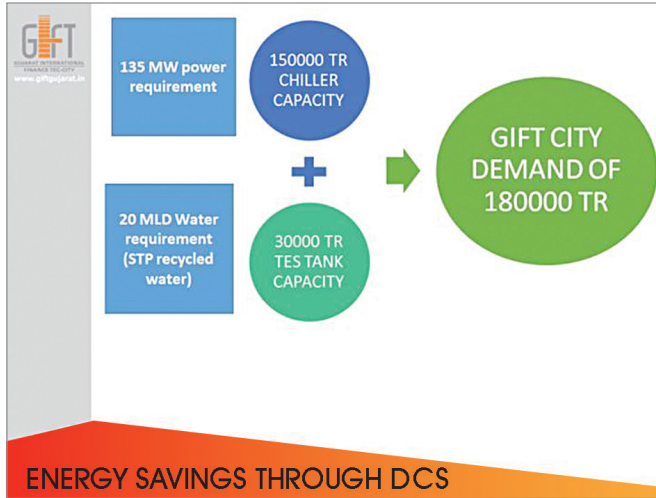 GIFT
GUJARAT INTERNATIONAL
FINANCE TEC-CITY
www.giftgujarat.in
135 MW power
requirement
150000 TR
CHILLER
CAPACITY
20 MLD Water
requirement
(STP recycled
water)
30000 TR
TES TANK
CAPACITY
GIFT CITY
DEMAND OF
180000 TR
ENERGY SAVINGS THROUGH DCS